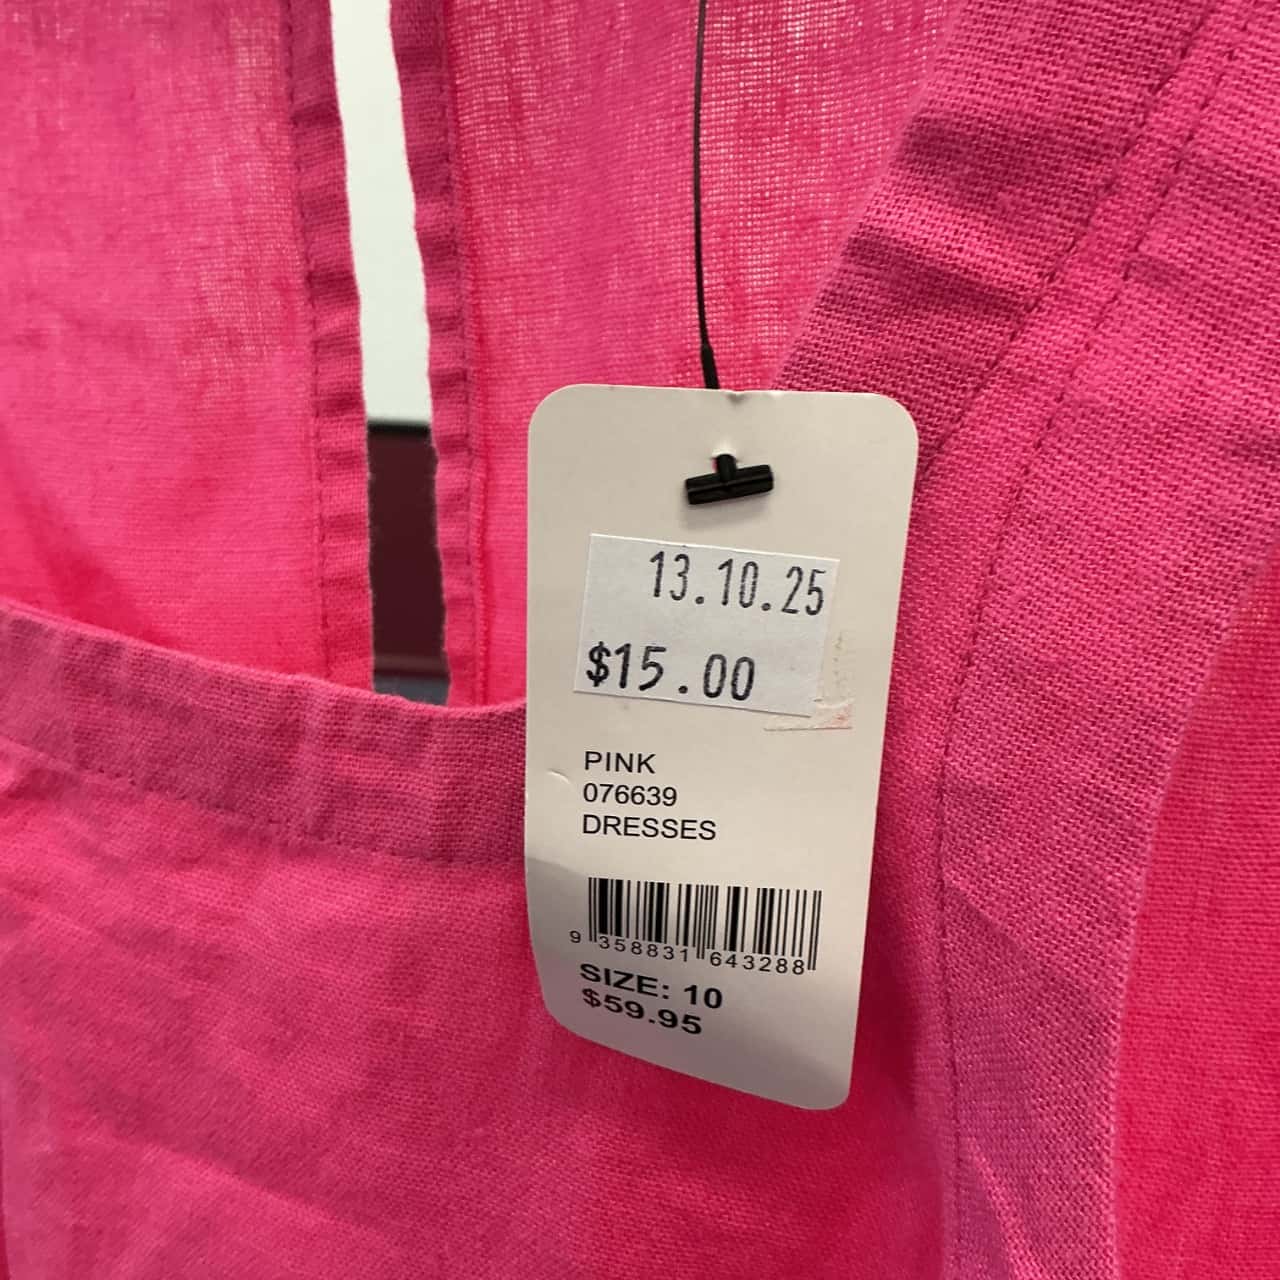 13.10.25
$15.00
PINK
076639
DRESSES
9 358831 643288
SIZE: 10
$59.95